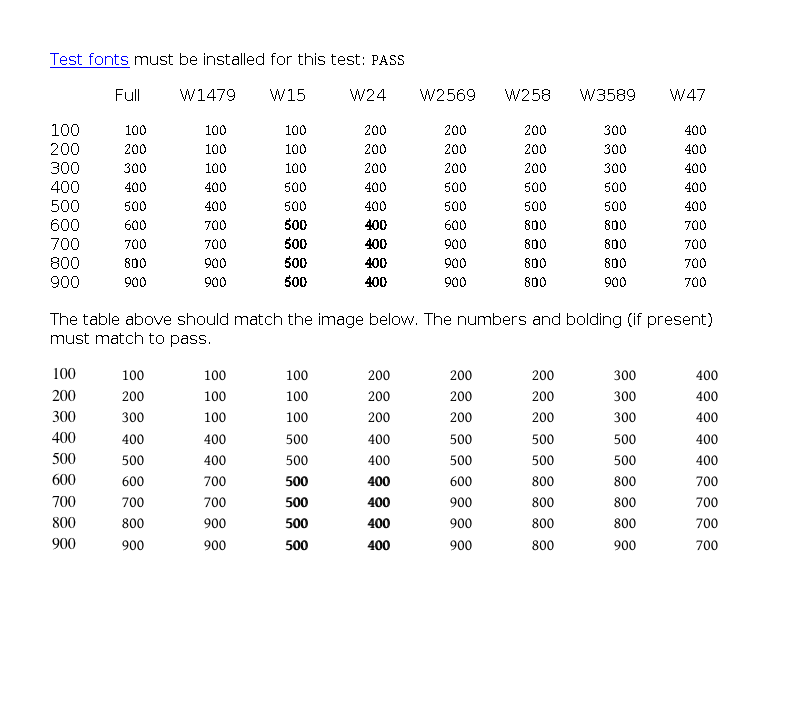 Test fonts must be installed for this test: PASS
Full W1479 W15 W24 W2569 W258 W3589 W47
100 100 100 100 200 200 200 300 400
200 200 100 100 200 200 200 300 400
300 300 100 100 200 200 200 300 400
400 400 400 500 400 500 500 500 400
500 500 400 500 400 500 500 500 400
600 600 700 500 400 600 800 800 700
700 700 700 500 400 900 800 800 700
800 800 900 500 400 900 800 800 700
900 900 900 500 400 900 800 900 700
The table above should match the image below. The numbers and bolding (if present)
must match to pass.
100 100 100 100 200 200 200 300 400
200 200 100 100 200 200 200 300 400
300 300 100 100 200 200 200 300 400
400 400 400 500 400 500 500 500 400
500 500 400 500 400 500 500 500 400
600 600 700 500 400 600 800 800 700
700 700 700 500 400 900 800 800 700
800 800 900 500 400 900 800 800 700
900 900 900 500 400 900 800 900 700